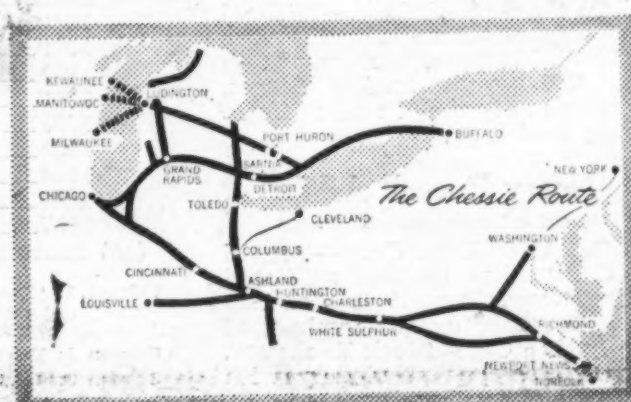 KEWAUNEE
LUDINGTON
MANITOWOC
MILWAUKEE
PORT HURON
BUFFALO
SARNIA
GRAND
RAPIDS
DETROIT
NEW YORK
CHICAGO
TOLEDO
The Chessie Route
CLEVELAND
WASHINGTON
COLUMBUS
CINCINNATI
ASHLAND
HUNTINGTON
LOUISVILLE
CHARLESTON
RICHMOND
WHITE SULPHUR
NEWPORT NEWS
NORFOLK